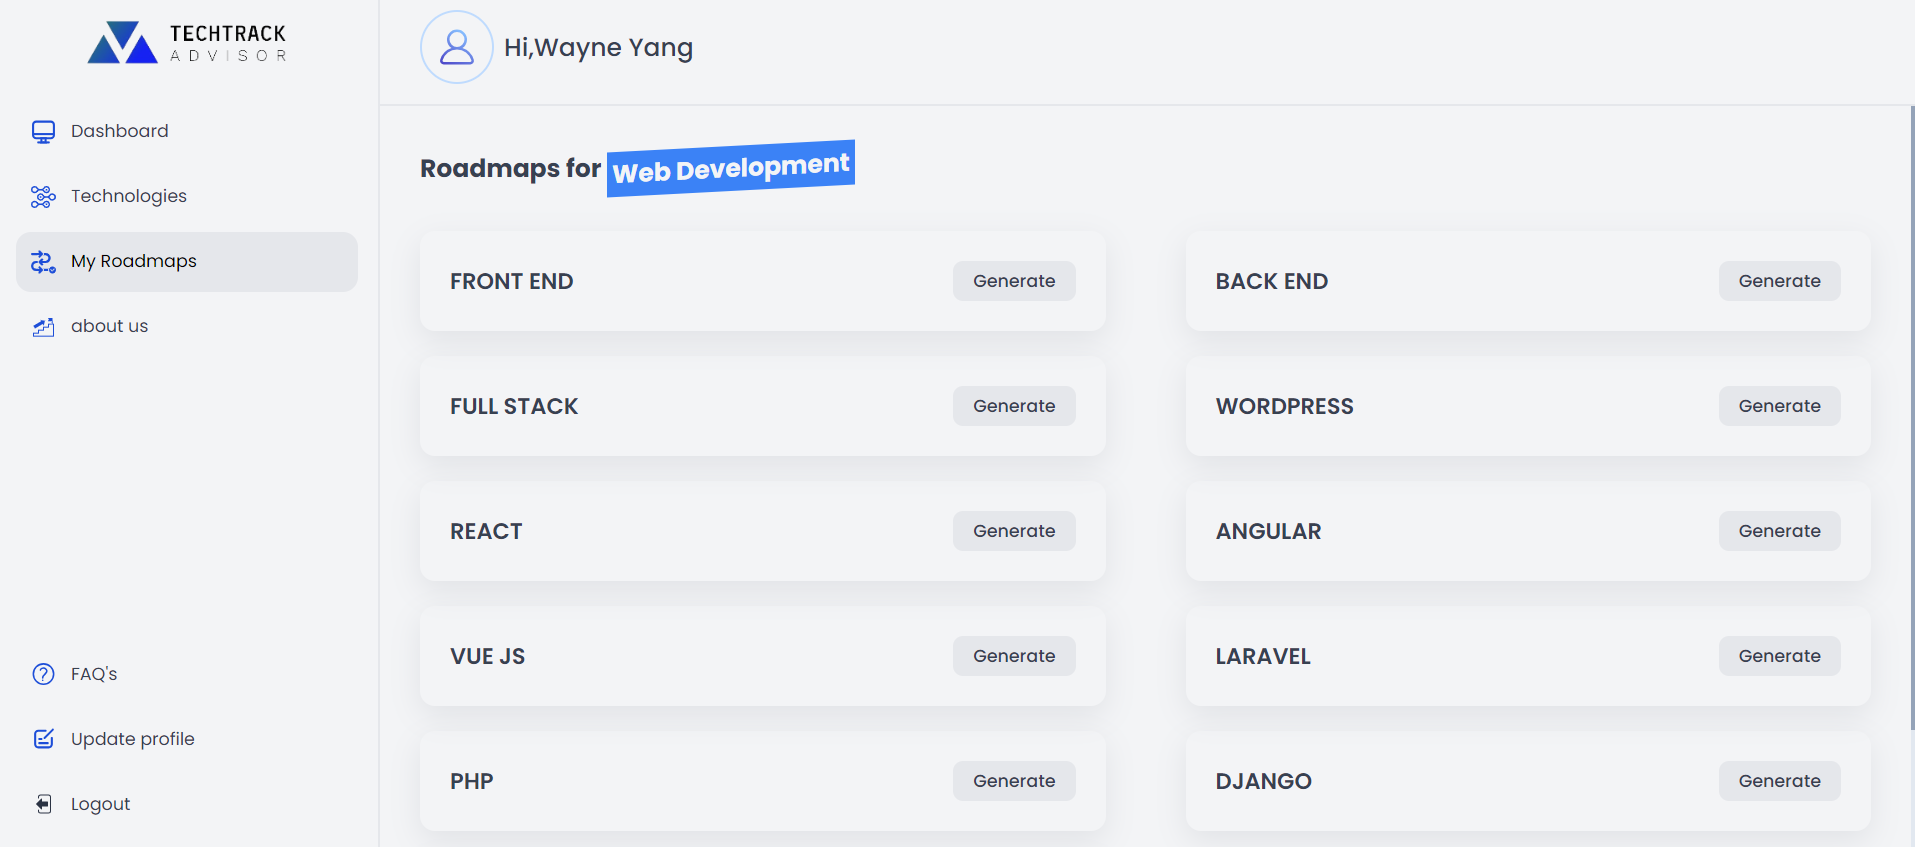 TECHTRACK
ADVISOR
Dashboard
Technologies
My Roadmaps
about us
FAQ's
Update profile
Logout
Hi,Wayne Yang
Roadmaps for Web Development
FRONT END Generate
BACK END Generate
FULL STACK Generate
WORDPRESS Generate
REACT Generate
ANGULAR Generate
VUE JS Generate
LARAVEL Generate
PHP Generate
DJANGO Generate